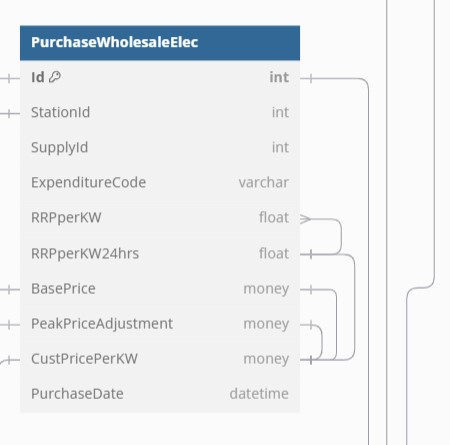 PurchaseWholesaleElec
Id int
StationId int
SupplyId int
ExpenditureCode varchar
RRPperKW float
RRPperKW24hrs float
BasePrice money
PeakPriceAdjustment money
CustPricePerKW money
PurchaseDate datetime